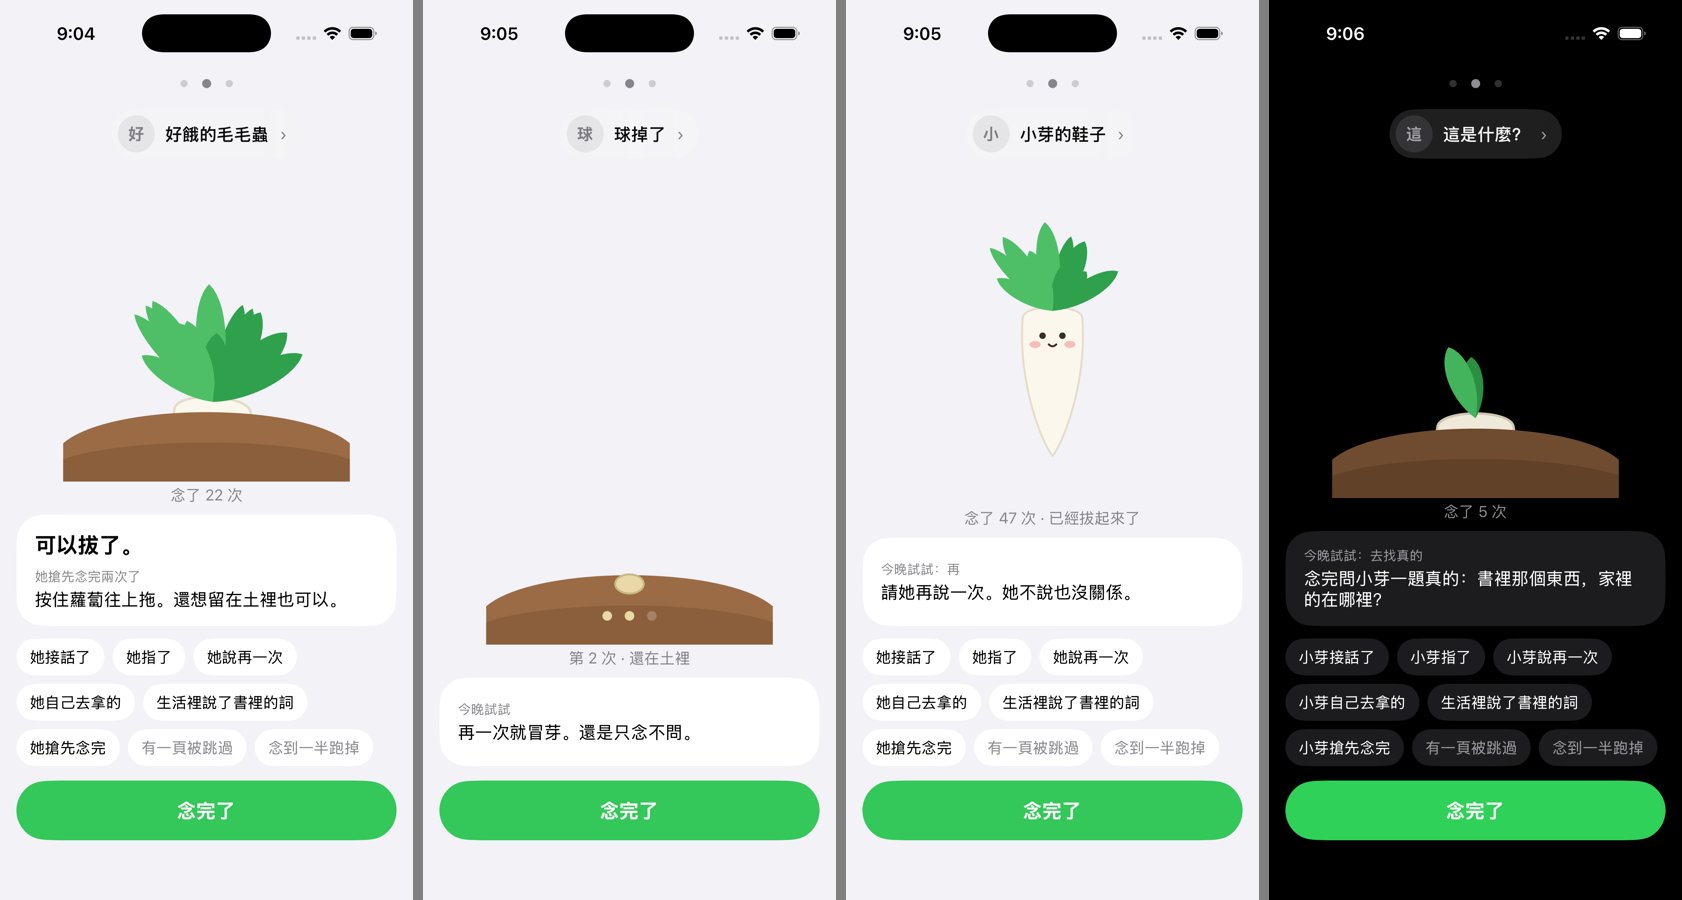 9:04
好 好餓的毛毛蟲 ›
念了 22 次
可以拔了。
她搶先念完兩次了
按住蘿蔔往上拖。還想留在土裡也可以。
她接話了 她指了 她說再一次
她自己去拿的 生活裡說了書裡的詞
她搶先念完 有一頁被跳過 念到一半跑掉
念完了
9:05
球 球掉了 ›
第 2 次 · 還在土裡
今晚試試
再一次就冒芽。還是只念不問。
念完了
9:05
小 小芽的鞋子 ›
念了 47 次 · 已經拔起來了
今晚試試：再
請她再說一次。她不說也沒關係。
她接話了 她指了 她說再一次
她自己去拿的 生活裡說了書裡的詞
她搶先念完 有一頁被跳過 念到一半跑掉
念完了
9:06
這 這是什麼？ ›
念了 5 次
今晚試試：去找真的
念完問小芽一題真的：書裡那個東西，家裡
的在哪裡？
小芽接話了 小芽指了 小芽說再一次
小芽自己去拿的 生活裡說了書裡的詞
小芽搶先念完 有一頁被跳過 念到一半跑掉
念完了